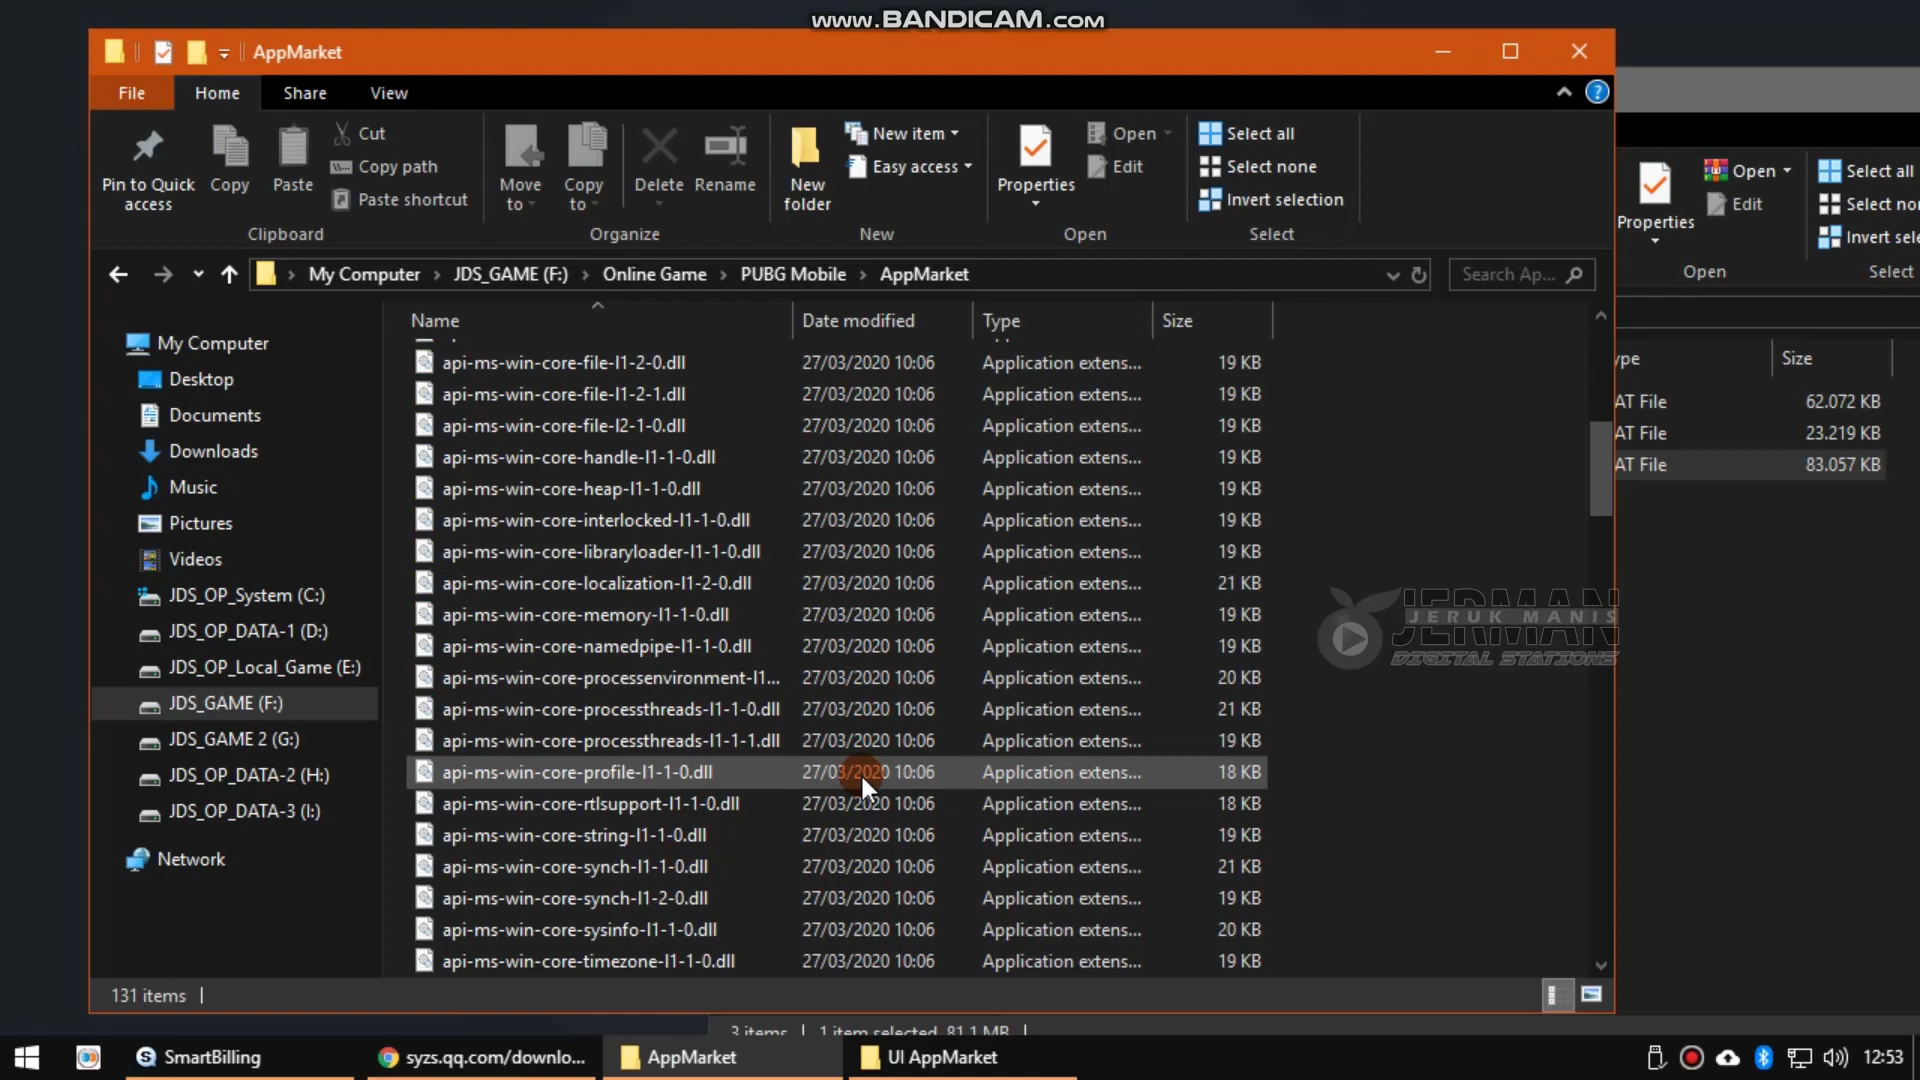 www.BANDICAM.com
AppMarket
File Home Share View
Pin to Quick access
Copy
Paste
Cut
Copy path
Paste shortcut
Clipboard
Move to
Copy to
Delete
Rename
Organize
New folder
New item
Easy access
New
Properties
Open
Edit
Open
Select all
Select none
Invert selection
Select
Properties
Open
Edit
Open
Select all
Select
My Computer > JDS_GAME (F:) > Online Game > PUBG Mobile > AppMarket
Search Ap...
My Computer
Desktop
Documents
Downloads
Music
Pictures
Videos
JDS_OP_System (C:)
JDS_OP_DATA-1 (D:)
JDS_OP_Local_Game (E:)
JDS_GAME (F:)
JDS_GAME 2 (G:)
JDS_OP_DATA-2 (H:)
JDS_OP_DATA-3 (I:)
Network
Name Date modified Type Size
api-ms-win-core-file-l1-2-0.dll 27/03/2020 10:06 Application extens... 19 KB
api-ms-win-core-file-l1-2-1.dll 27/03/2020 10:06 Application extens... 19 KB
api-ms-win-core-file-l2-1-0.dll 27/03/2020 10:06 Application extens... 19 KB
api-ms-win-core-handle-l1-1-0.dll 27/03/2020 10:06 Application extens... 19 KB
api-ms-win-core-heap-l1-1-0.dll 27/03/2020 10:06 Application extens... 19 KB
api-ms-win-core-interlocked-l1-1-0.dll 27/03/2020 10:06 Application extens... 19 KB
api-ms-win-core-libraryloader-l1-1-0.dll 27/03/2020 10:06 Application extens... 19 KB
api-ms-win-core-localization-l1-2-0.dll 27/03/2020 10:06 Application extens... 21 KB
api-ms-win-core-memory-l1-1-0.dll 27/03/2020 10:06 Application extens... 19 KB
api-ms-win-core-namedpipe-l1-1-0.dll 27/03/2020 10:06 Application extens... 19 KB
api-ms-win-core-processenvironment-l1... 27/03/2020 10:06 Application extens... 20 KB
api-ms-win-core-processthreads-l1-1-0.dll 27/03/2020 10:06 Application extens... 21 KB
api-ms-win-core-processthreads-l1-1-1.dll 27/03/2020 10:06 Application extens... 19 KB
api-ms-win-core-profile-l1-1-0.dll 27/03/2020 10:06 Application extens... 18 KB
api-ms-win-core-rtlsupport-l1-1-0.dll 27/03/2020 10:06 Application extens... 18 KB
api-ms-win-core-string-l1-1-0.dll 27/03/2020 10:06 Application extens... 19 KB
api-ms-win-core-synch-l1-1-0.dll 27/03/2020 10:06 Application extens... 21 KB
api-ms-win-core-synch-l1-2-0.dll 27/03/2020 10:06 Application extens... 19 KB
api-ms-win-core-sysinfo-l1-1-0.dll 27/03/2020 10:06 Application extens... 20 KB
api-ms-win-core-timezone-l1-1-0.dll 27/03/2020 10:06 Application extens... 19 KB
Size
AT File 62.072 KB
AT File 23.219 KB
AT File 83.057 KB
JERMAN
JERUK MANIS
DIGITAL STATIONS
131 items
3 items 1 item selected 81.1 MB
SmartBilling
syzs.qq.com/downlo...
AppMarket
UI AppMarket
12:53